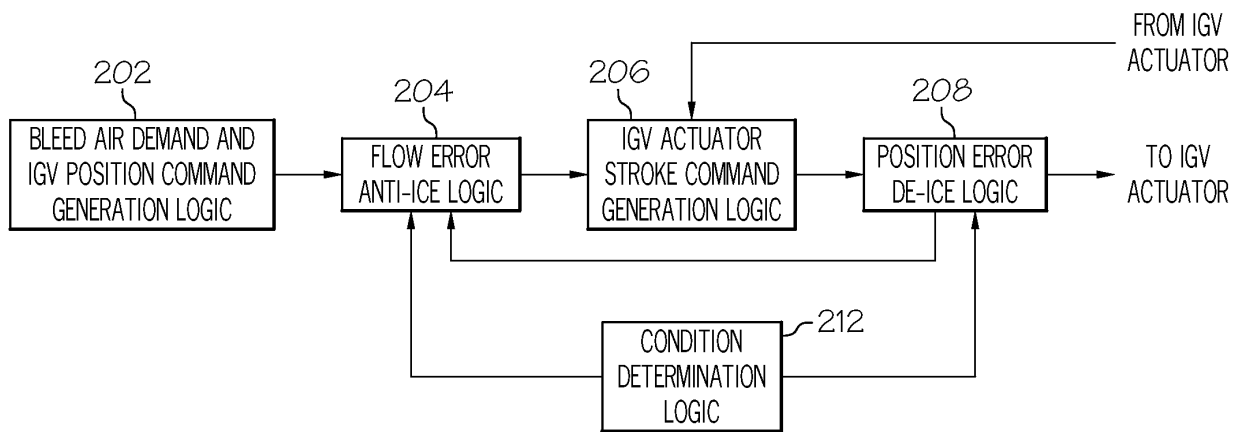 FROM IGV
ACTUATOR
202
204
206
208
BLEED AIR DEMAND AND
IGV POSITION COMMAND
GENERATION LOGIC
FLOW ERROR
ANTI-ICE LOGIC
IGV ACTUATOR
STROKE COMMAND
GENERATION LOGIC
POSITION ERROR
DE-ICE LOGIC
TO IGV
ACTUATOR
212
CONDITION
DETERMINATION
LOGIC